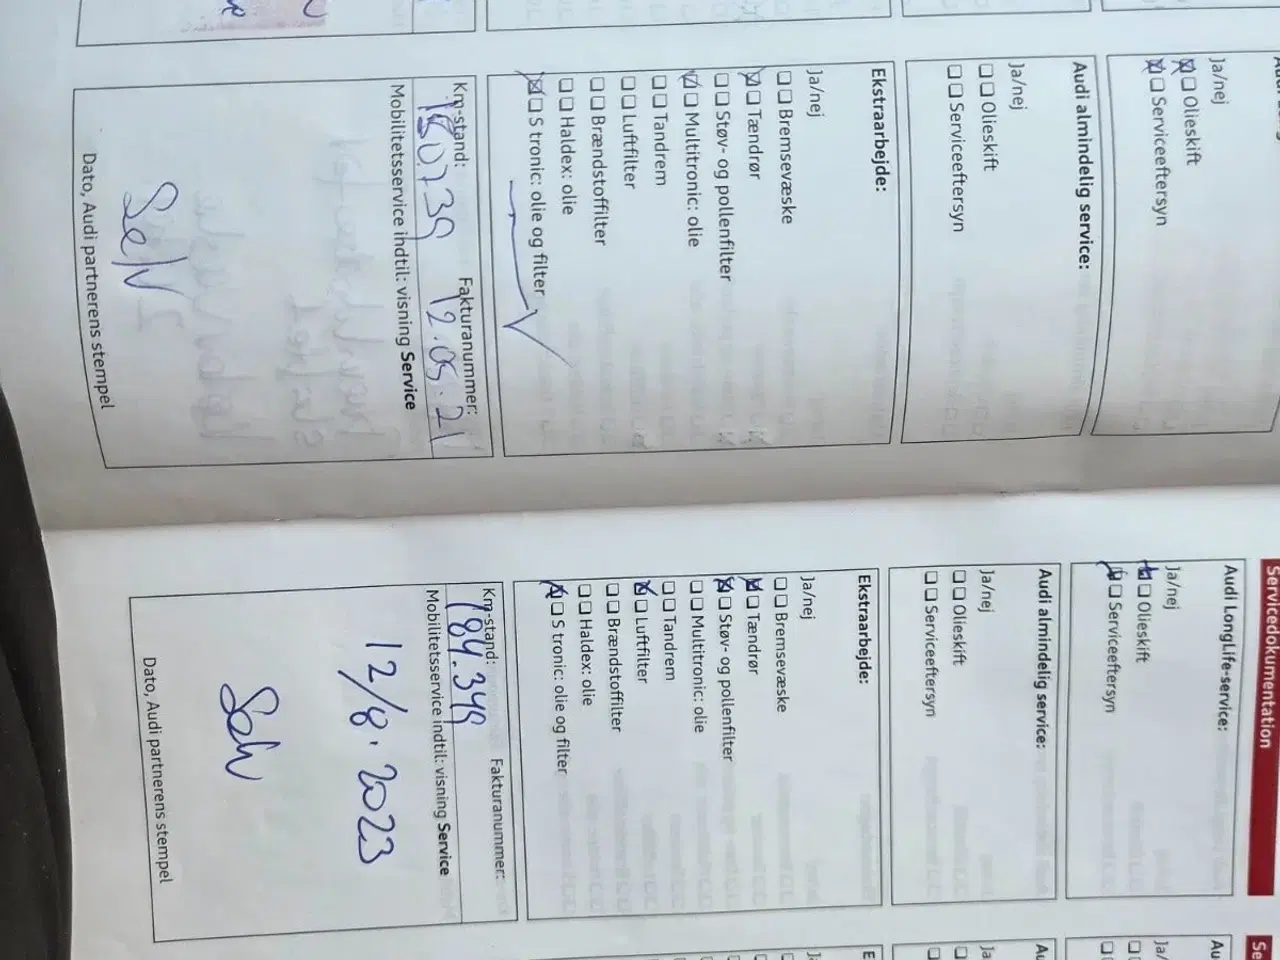 Ja/nej
Olieskift
Serviceeftersyn
Audi almindelig service:
Ja/nej
Olieskift
Serviceeftersyn
Ekstraarbejde:
Ja/nej
Bremsevæske
Tændrør
Støv- og pollenfilter
Multitronic: olie
Tandrem
Luftfilter
Brændstoffilter
Haldex: olie
S tronic: olie og filter
Km-stand: Fakturanummer:
180.739 12.05.21
Mobilitetsservice indtil: visning Service
Selv
Dato, Audi partnerens stempel
Servicedokumentation
Audi LongLife-service:
Ja/nej
Olieskift
Serviceeftersyn
Audi almindelig service:
Ja/nej
Olieskift
Serviceeftersyn
Ekstraarbejde:
Ja/nej
Bremsevæske
Tændrør
Støv- og pollenfilter
Multitronic: olie
Tandrem
Luftfilter
Brændstoffilter
Haldex: olie
S tronic: olie og filter
Km-stand: Fakturanummer:
184.349
Mobilitetsservice indtil: visning Service
12/8.2023
Selv
Dato, Audi partnerens stempel